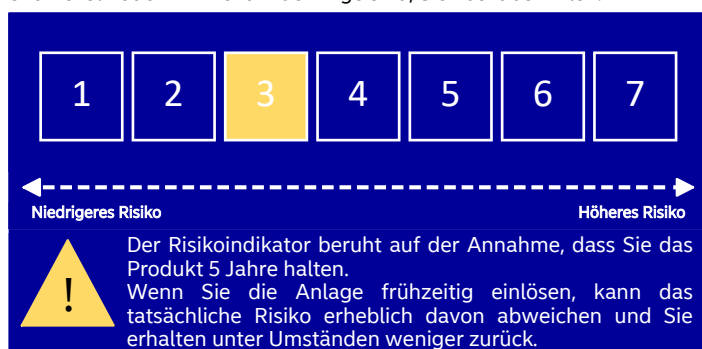 1 2 3 4 5 6 7
Niedrigeres Risiko Höheres Risiko
Der Risikoindikator beruht auf der Annahme, dass Sie das
Produkt 5 Jahre halten.
! Wenn Sie die Anlage frühzeitig einlösen, kann das
tatsächliche Risiko erheblich davon abweichen und Sie
erhalten unter Umständen weniger zurück.